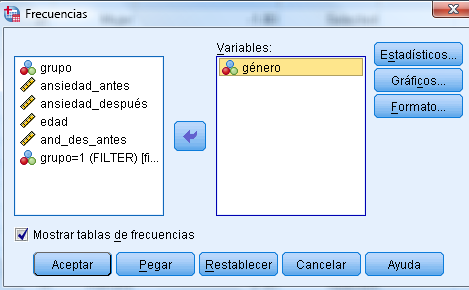 Frecuencias
Variables:
grupo
ansiedad_antes
ansiedad_después
edad
and_des_antes
grupo=1 (FILTER) [fi...
género
Estadísticos...
Gráficos...
Formato...
Mostrar tablas de frecuencias
Aceptar
Pegar
Restablecer
Cancelar
Ayuda